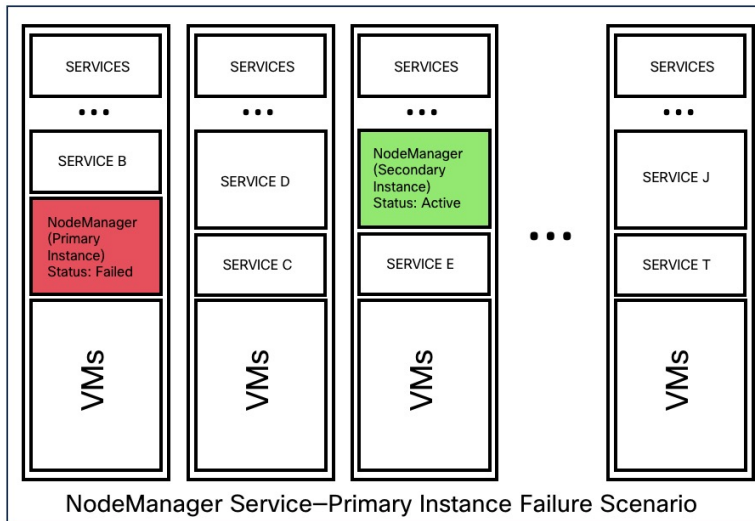 SERVICES
...
SERVICE B
NodeManager
(Primary
Instance)
Status: Failed
VMs
SERVICES
...
SERVICE D
SERVICE C
VMs
SERVICES
...
NodeManager
(Secondary
Instance)
Status: Active
SERVICE E
VMs
...
SERVICES
...
SERVICE J
SERVICE T
VMs
NodeManager Service—Primary Instance Failure Scenario